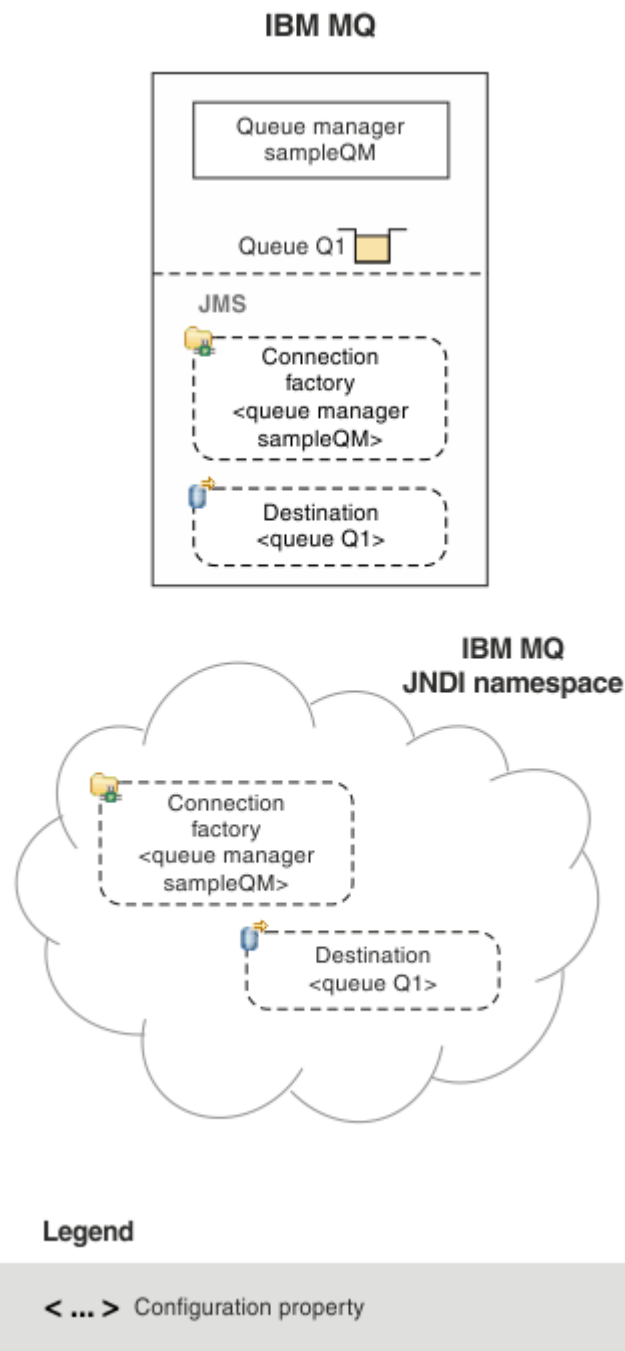 IBM MQ
Queue manager
sampleQM
Queue Q1
JMS
Connection
factory
<queue manager
sampleQM>
Destination
<queue Q1>
IBM MQ
JNDI namespace
Connection
factory
<queue manager
sampleQM>
Destination
<queue Q1>
Legend
< ... > Configuration property